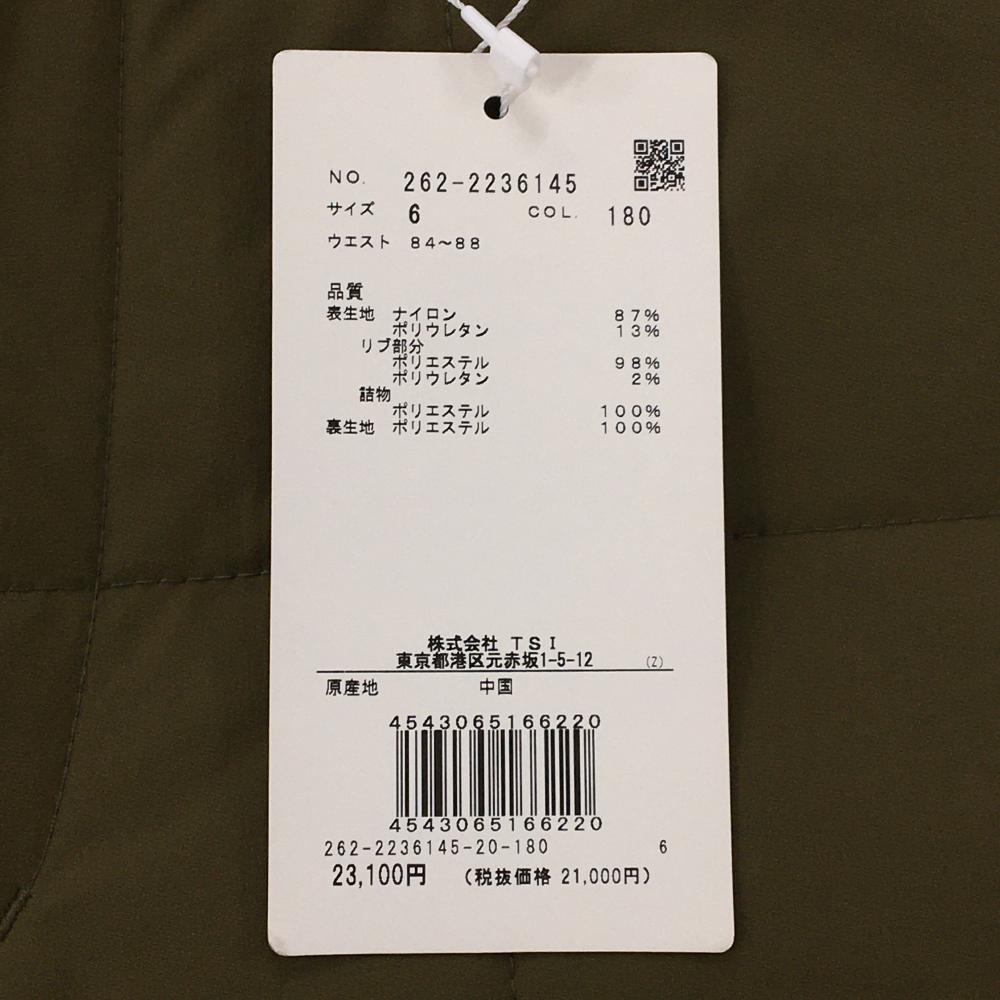 NO. 262-2236145
サイズ 6 COL. 180
ウエスト 84~88
品質
表生地 ナイロン 87%
ポリウレタン 13%
リブ部分
ポリエステル 98%
ポリウレタン 2%
詰物
ポリエステル 100%
裏生地 ポリエステル 100%
株式会社 TSI
東京都港区元赤坂1-5-12 (Z)
原産地 中国
4543065166220
4543065166220
262-2236145-20-180 6
23,100円 (税抜価格 21,000円)